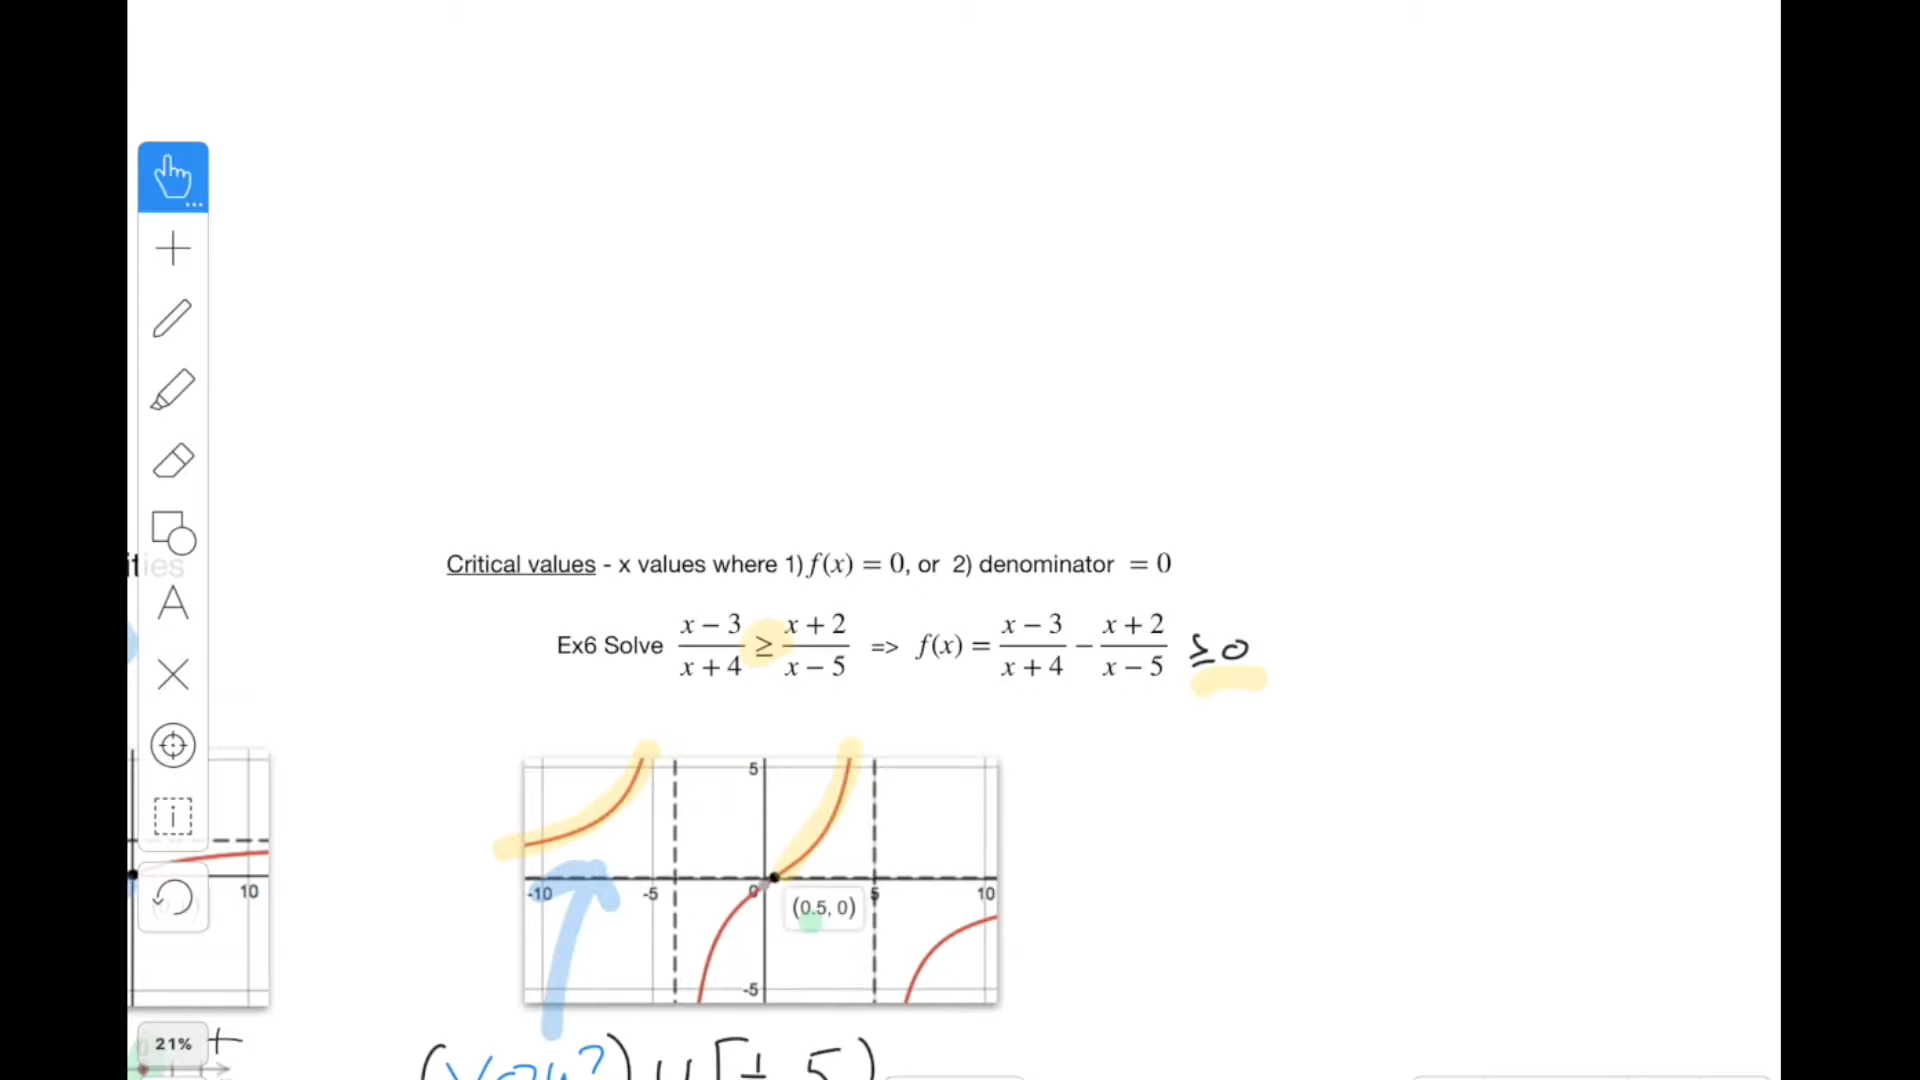 Critical values - x values where 1) f(x) = 0, or 2) denominator = 0
ities
A
Ex6 Solve (x − 3)/(x + 4) ≥ (x + 2)/(x − 5) => f(x) = (x − 3)/(x + 4) − (x + 2)/(x − 5) ≥ 0
i
5
-10 -5 0 5 10
(0.5, 0)
-5
10
21% +